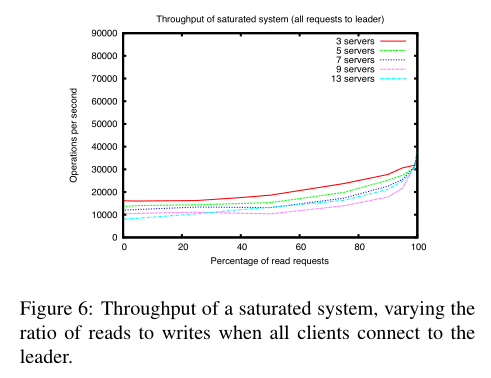 Throughput of saturated system (all requests to leader)
90000
80000
70000
60000
50000
40000
30000
20000
10000
0
Operations per second
3 servers
5 servers
7 servers
9 servers
13 servers
0 20 40 60 80 100
Percentage of read requests
Figure 6: Throughput of a saturated system, varying the
ratio of reads to writes when all clients connect to the
leader.